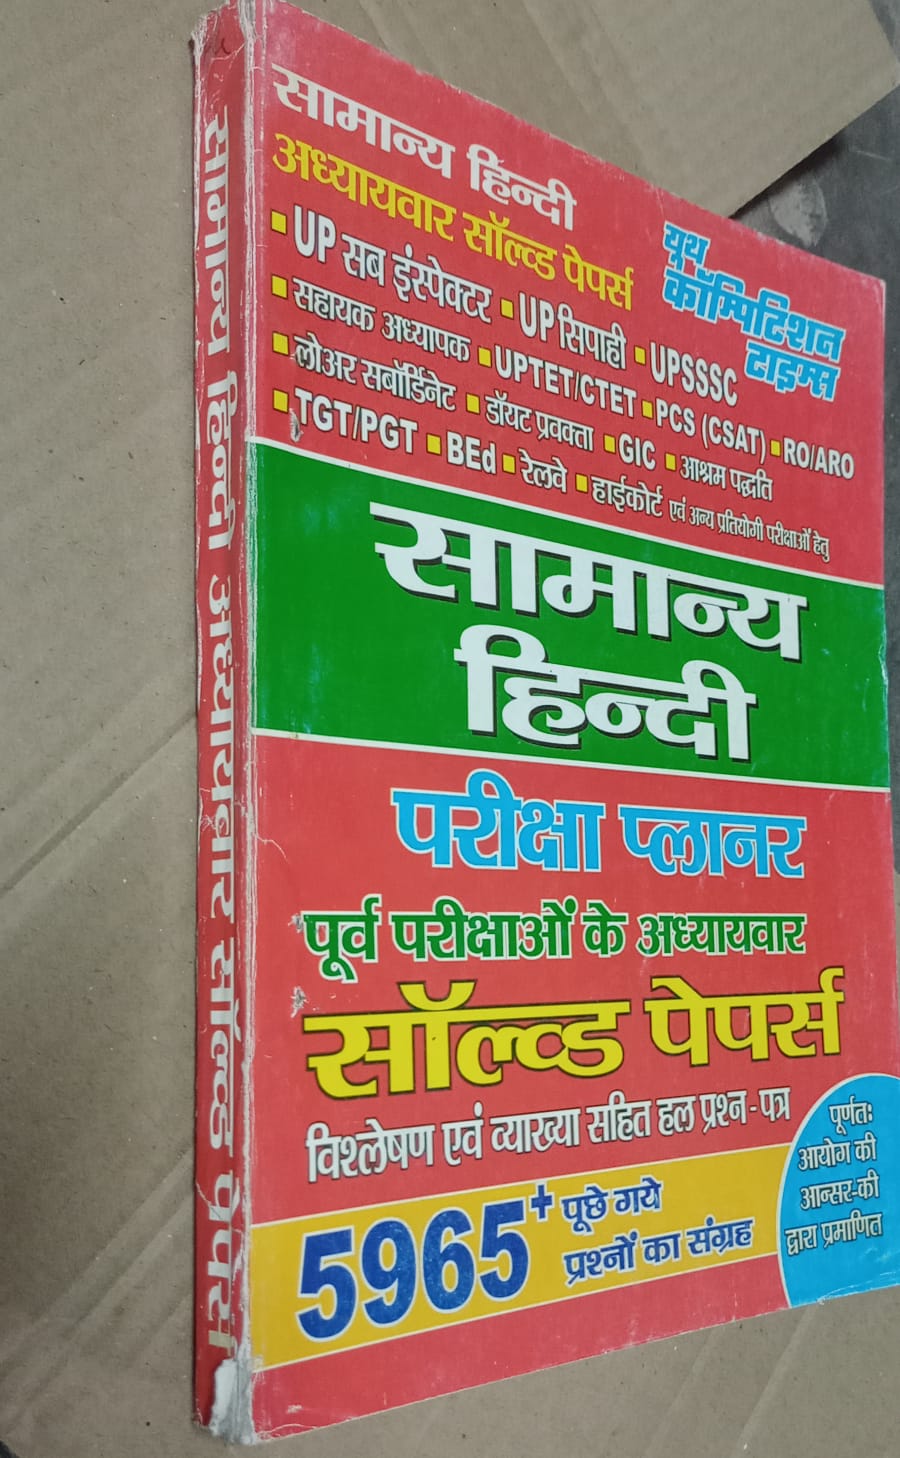 सामान्य हिन्दी अध्यायवार सॉल्व्ड पेपर्स
सामान्य हिन्दी
अध्यायवार सॉल्व्ड पेपर्स
यूथ
कॉम्पिटिशन
टाइम्स
▪ UP सब इंस्पेक्टर ▪ UP सिपाही ▪ UPSSSC
▪ सहायक अध्यापक ▪ UPTET/CTET ▪ PCS (CSAT) ▪ RO/ARO
▪ लोअर सबॉर्डिनेट ▪ डॉयट प्रवक्ता ▪ GIC ▪ आश्रम पद्धति
▪ TGT/PGT ▪ BEd ▪ रेलवे ▪ हाईकोर्ट एवं अन्य प्रतियोगी परीक्षाओं हेतु
सामान्य
हिन्दी
परीक्षा प्लानर
पूर्व परीक्षाओं के अध्यायवार
सॉल्व्ड पेपर्स
विश्लेषण एवं व्याख्या सहित हल प्रश्न-पत्र
5965+ पूछे गये
प्रश्नों का संग्रह
पूर्णतः
आयोग की
आन्सर-की
द्वारा प्रमाणित